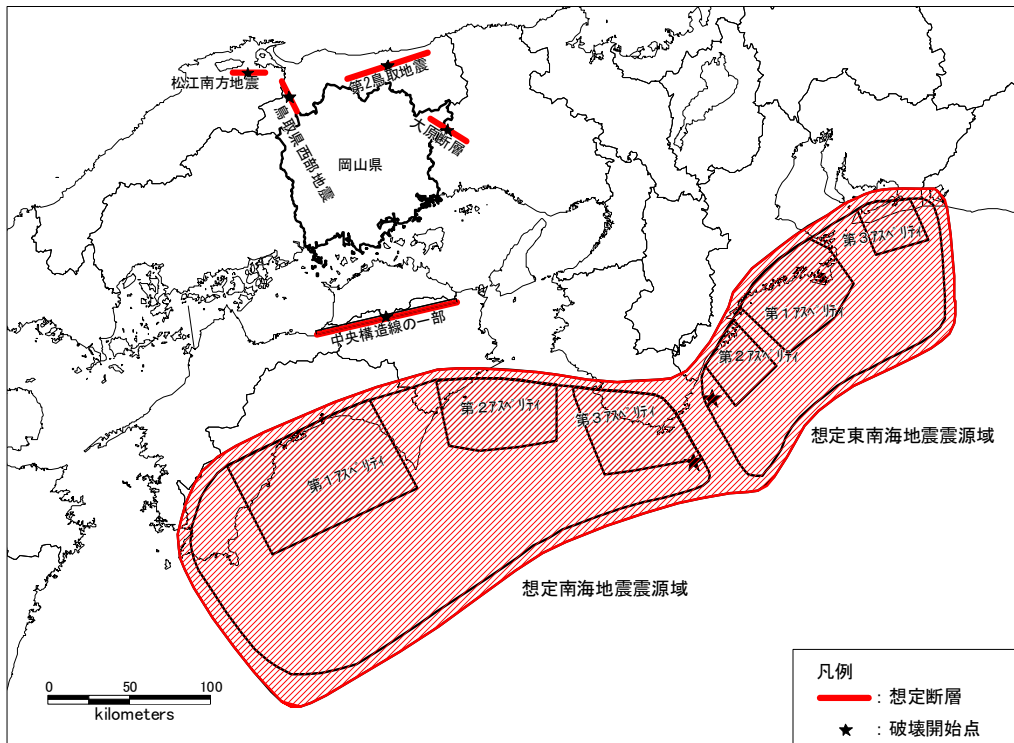 松江南方地震
第2鳥取地震
鳥取県西部地震
大原断層
岡山県
中央構造線の一部
第3アスペリティ
第1アスペリティ
第2アスペリティ
想定東南海地震震源域
第2アスペリティ
第3アスペリティ
第1アスペリティ
想定南海地震震源域
0 50 100
kilometers
凡例
：想定断層
★ ：破壊開始点